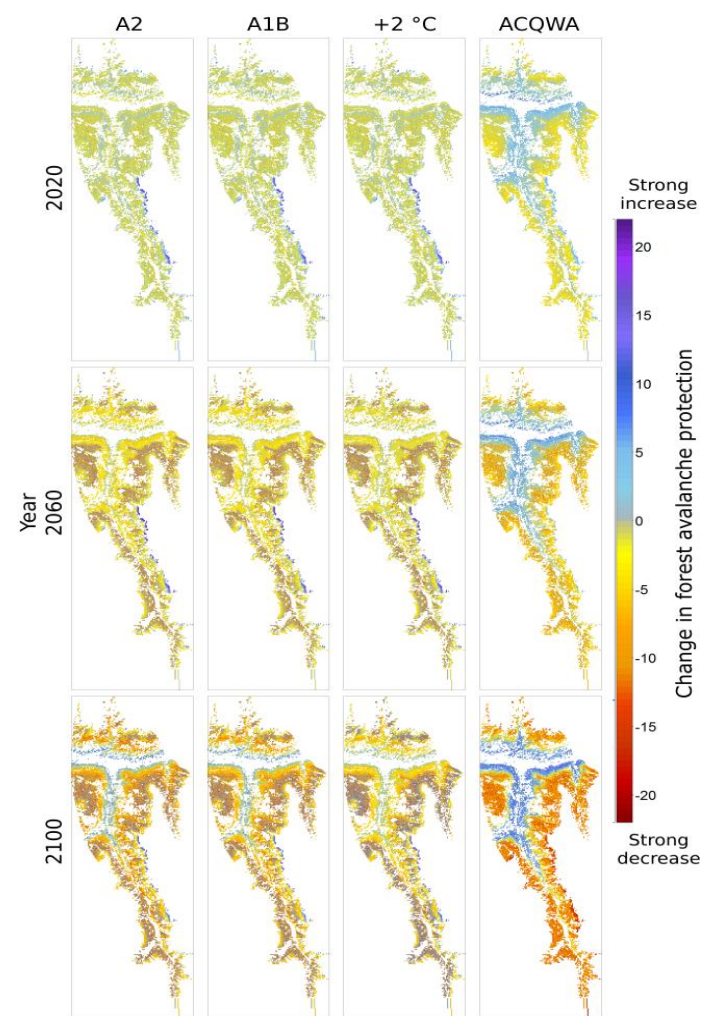 A2
A1B
+2 °C
ACQWA
2020
Year
2060
2100
Strong
increase
20
15
10
5
0
-5
-10
-15
-20
Strong
decrease
Change in forest avalanche protection